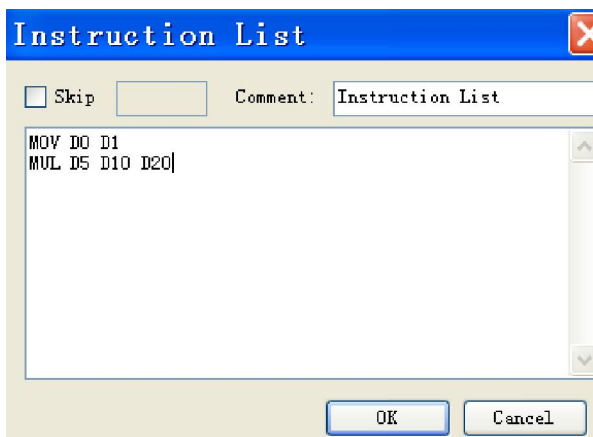 Instruction List
Skip Comment: Instruction List
MOV D0 D1
MUL D5 D10 D20
OK Cancel